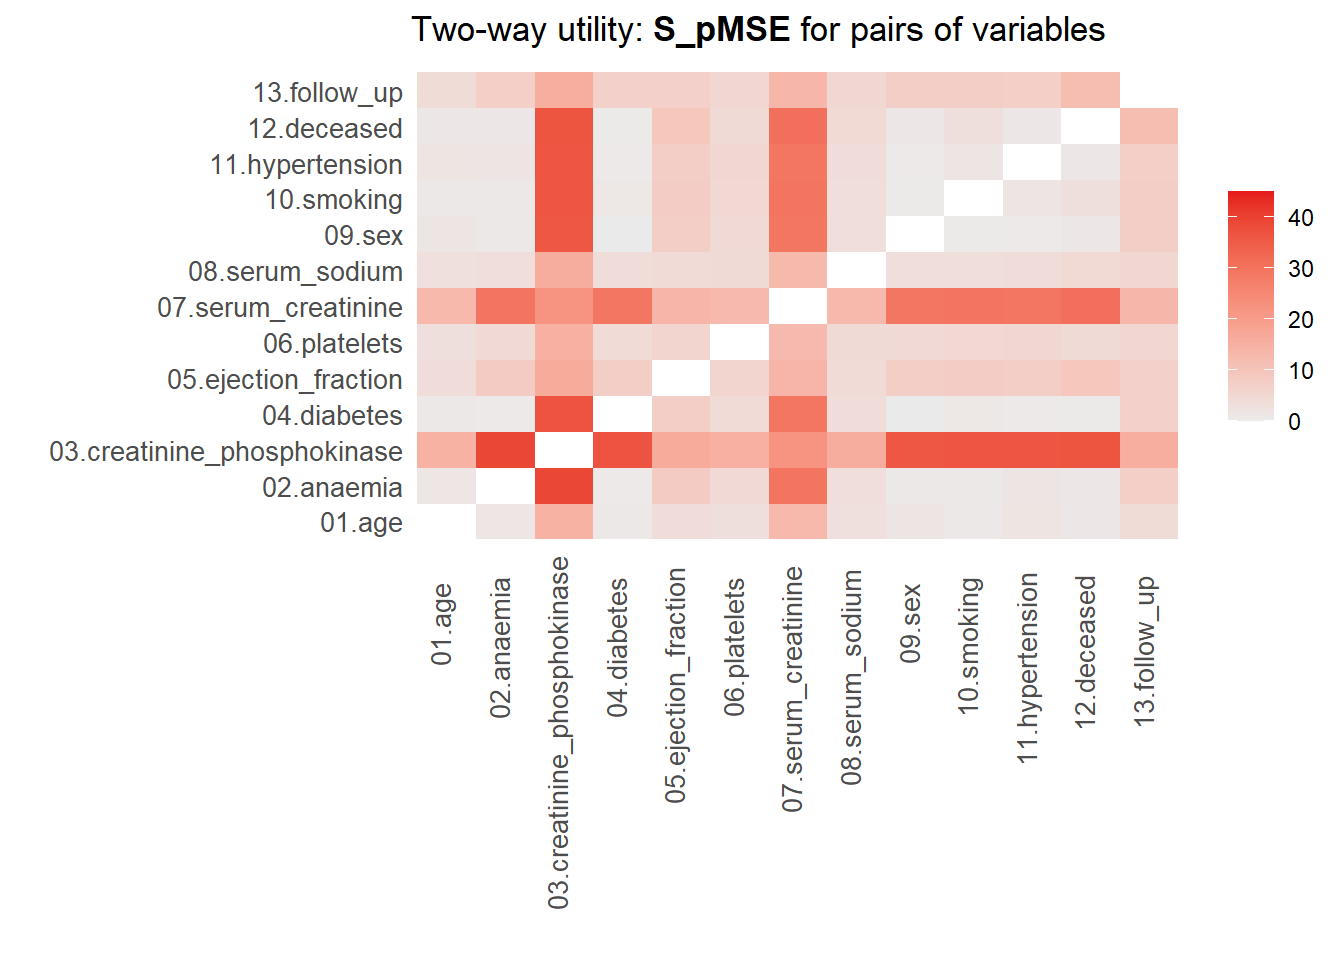 Two-way utility: S_pMSE for pairs of variables
13.follow_up
12.deceased
11.hypertension
10.smoking
09.sex
08.serum_sodium
07.serum_creatinine
06.platelets
05.ejection_fraction
04.diabetes
03.creatinine_phosphokinase
02.anaemia
01.age
40
30
20
10
0
01.age
02.anaemia
03.creatinine_phosphokinase
04.diabetes
05.ejection_fraction
06.platelets
07.serum_creatinine
08.serum_sodium
09.sex
10.smoking
11.hypertension
12.deceased
13.follow_up